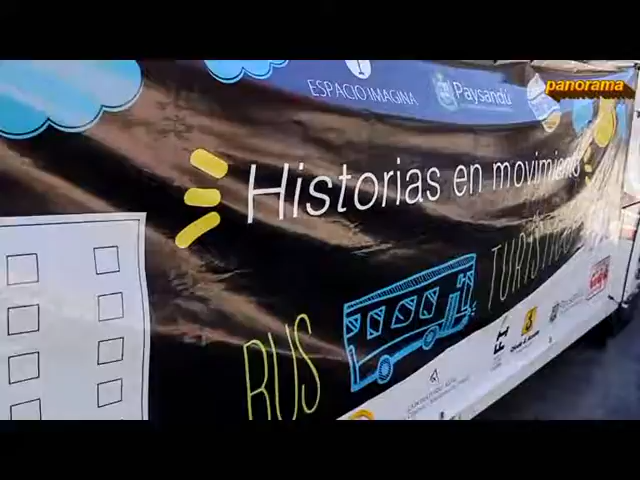 panorama
ESPACIO IMAGINA
Paysandú
Historias en movimiento
BUS TURÍSTICO